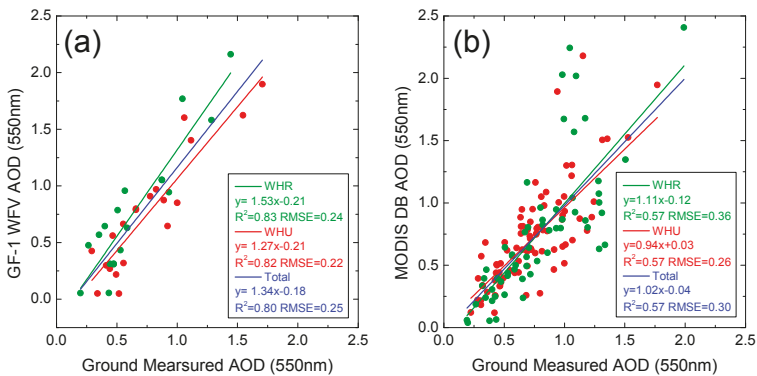 (a)
GF-1 WFV AOD (550nm)
2.5
2.0
1.5
1.0
0.5
0.0
WHR
y= 1.53x-0.21
R²=0.83 RMSE=0.24
WHU
y= 1.27x-0.21
R²=0.82 RMSE=0.22
Total
y= 1.34x-0.18
R²=0.80 RMSE=0.25
0.0 0.5 1.0 1.5 2.0 2.5
Ground Mearsured AOD (550nm)
(b)
MODIS DB AOD (550nm)
2.5
2.0
1.5
1.0
0.5
0.0
WHR
y=1.11x-0.12
R²=0.57 RMSE=0.36
WHU
y=0.94x+0.03
R²=0.57 RMSE=0.26
Total
y=1.02x-0.04
R²=0.57 RMSE=0.30
0.0 0.5 1.0 1.5 2.0 2.5
Ground Mearsured AOD (550nm)